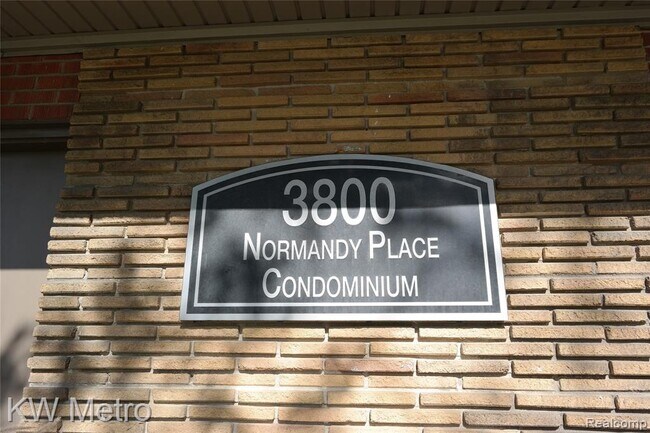 3800
NORMANDY PLACE
CONDOMINIUM
KW Metro
Realcomp